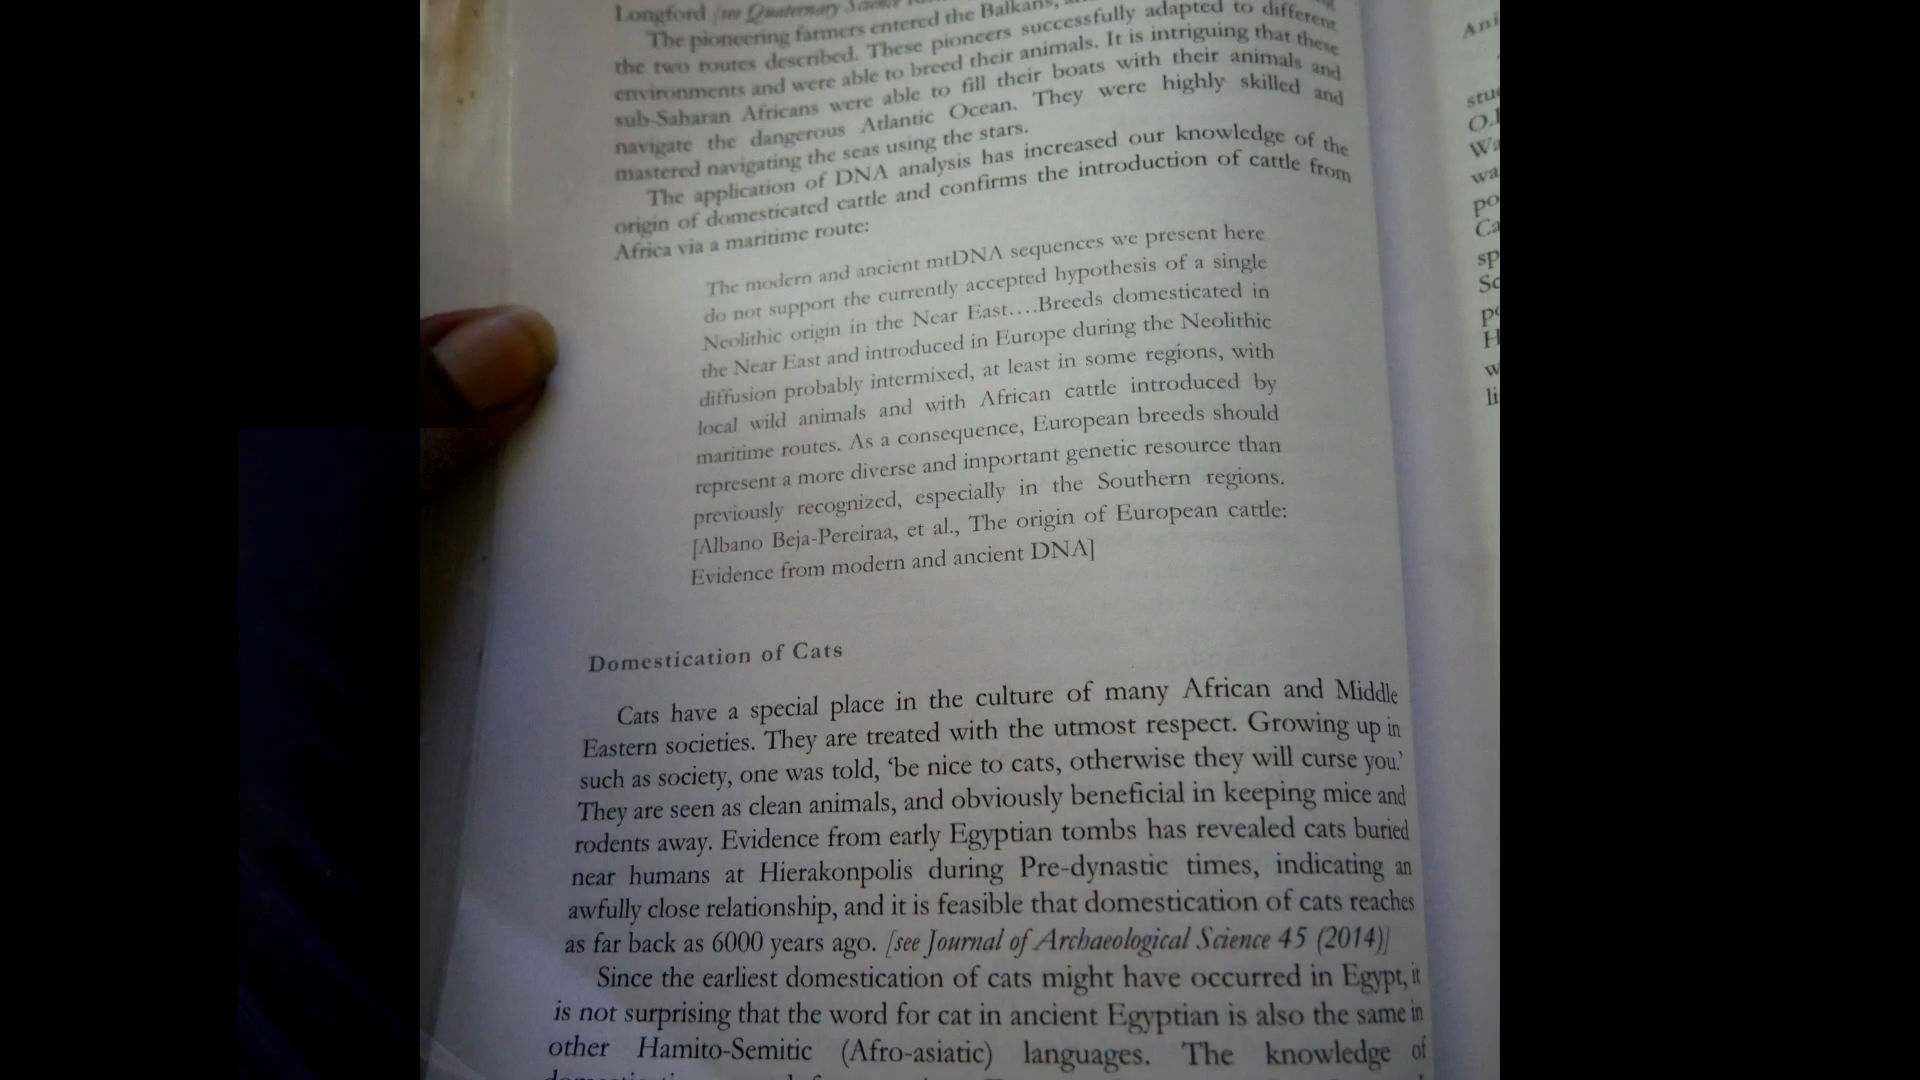 Longford [see Quaternary Science
The pioneering farmers entered the Balkans,
the two routes described. These pioneers successfully adapted to different
environments and were able to breed their animals. It is intriguing that these
sub-Saharan Africans were able to fill their boats with their animals and
navigate the dangerous Atlantic Ocean. They were highly skilled and
mastered navigating the seas using the stars.
The application of DNA analysis has increased our knowledge of the
origin of domesticated cattle and confirms the introduction of cattle from
Africa via a maritime route:
The modern and ancient mtDNA sequences we present here
do not support the currently accepted hypothesis of a single
Neolithic origin in the Near East....Breeds domesticated in
the Near East and introduced in Europe during the Neolithic
diffusion probably intermixed, at least in some regions, with
local wild animals and with African cattle introduced by
maritime routes. As a consequence, European breeds should
represent a more diverse and important genetic resource than
previously recognized, especially in the Southern regions.
[Albano Beja-Pereiraa, et al., The origin of European cattle:
Evidence from modern and ancient DNA]
Domestication of Cats
Cats have a special place in the culture of many African and Middle
Eastern societies. They are treated with the utmost respect. Growing up in
such as society, one was told, ‘be nice to cats, otherwise they will curse you.’
They are seen as clean animals, and obviously beneficial in keeping mice and
rodents away. Evidence from early Egyptian tombs has revealed cats buried
near humans at Hierakonpolis during Pre-dynastic times, indicating an
awfully close relationship, and it is feasible that domestication of cats reaches
as far back as 6000 years ago. [see Journal of Archaeological Science 45 (2014)]
Since the earliest domestication of cats might have occurred in Egypt, it
is not surprising that the word for cat in ancient Egyptian is also the same in
other Hamito-Semitic (Afro-asiatic) languages. The knowledge of